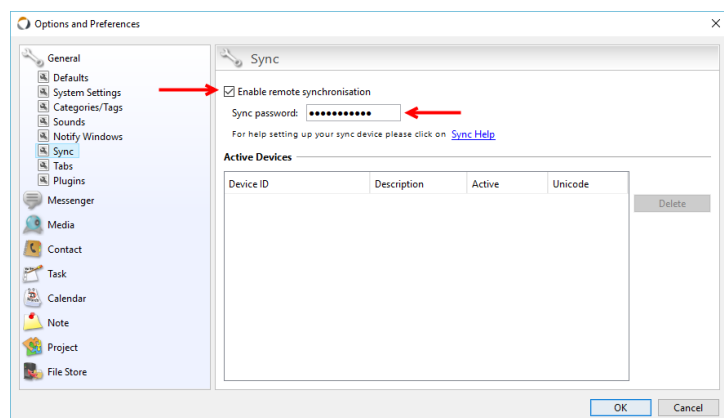 Options and Preferences
General
Defaults
System Settings
Categories/Tags
Sounds
Notify Windows
Sync
Tabs
Plugins
Messenger
Media
Contact
Task
Calendar
Note
Project
File Store
Sync
Enable remote synchronisation
Sync password:
For help setting up your sync device please click on Sync Help
Active Devices
Device ID Description Active Unicode
Delete
OK Cancel